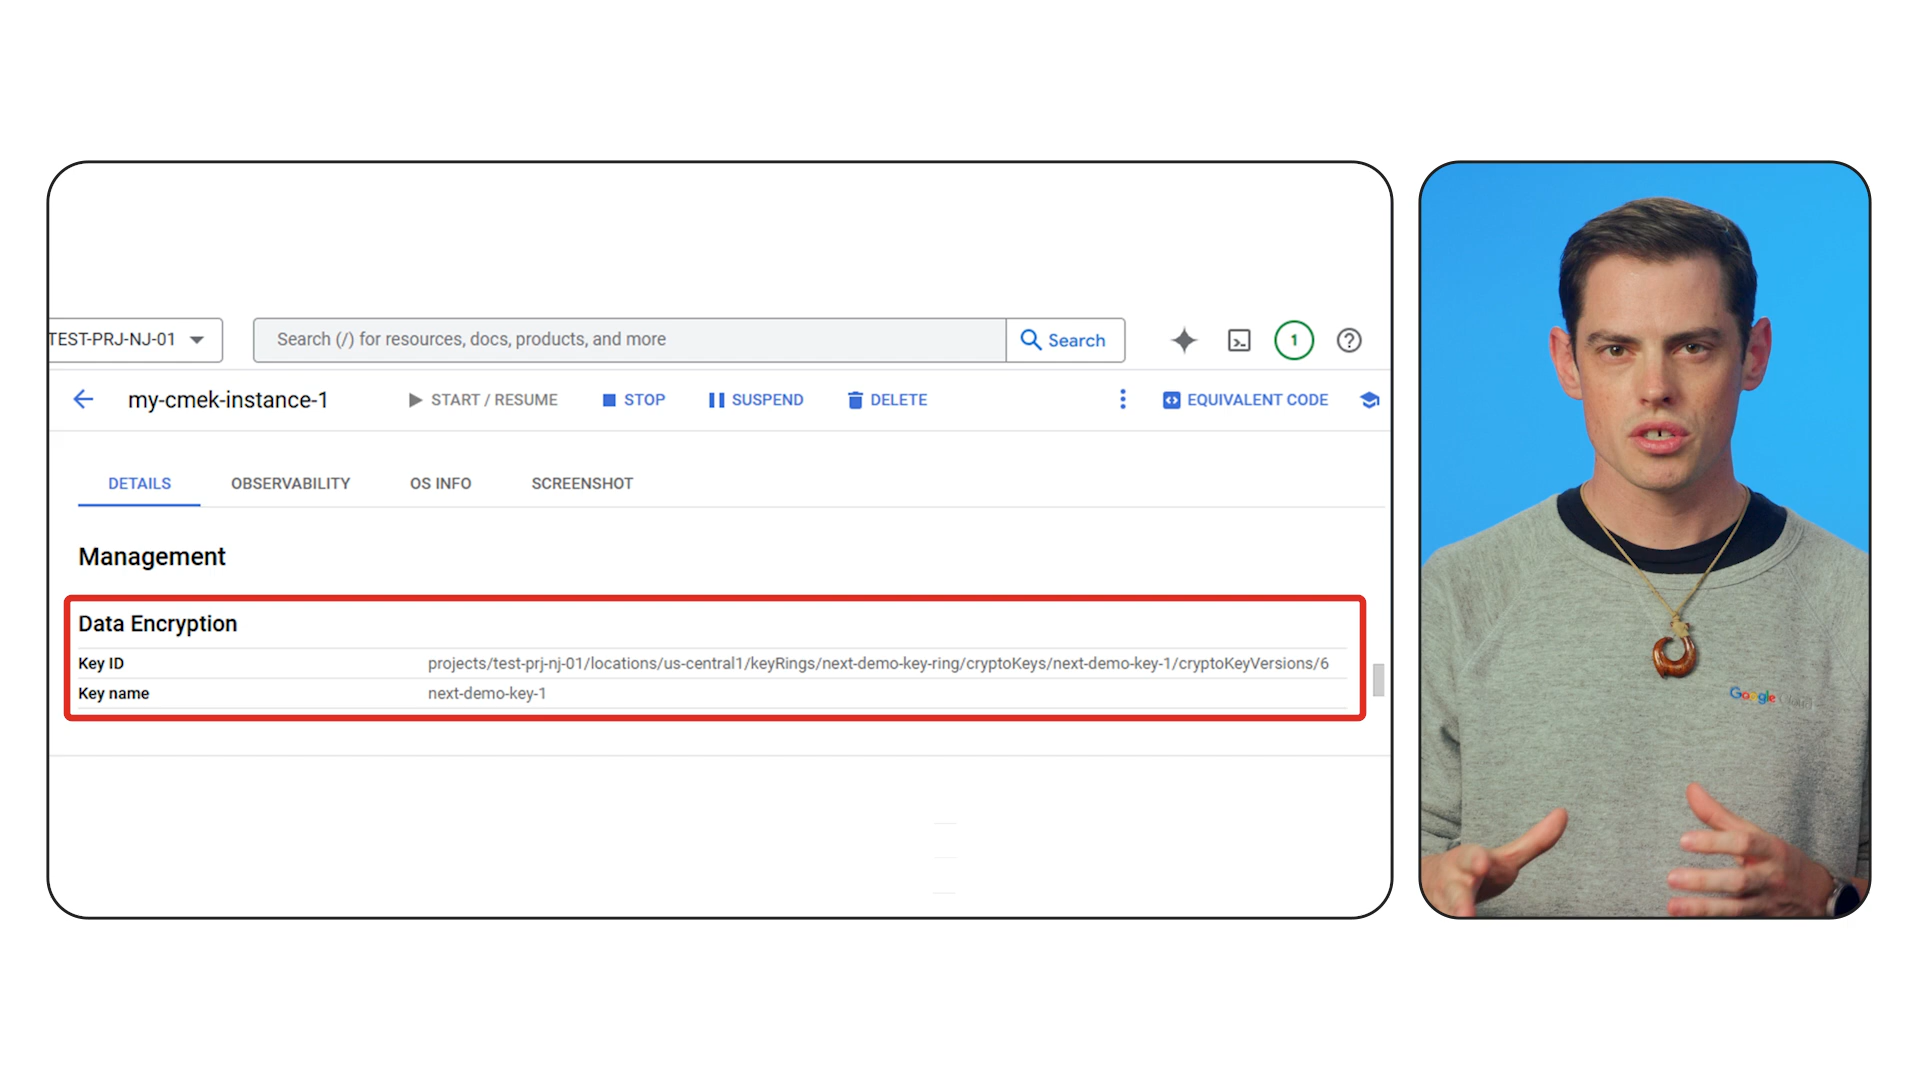 TEST-PRJ-NJ-01
Search (/) for resources, docs, products, and more
Search
1
my-cmek-instance-1
START / RESUME
STOP
SUSPEND
DELETE
EQUIVALENT CODE
DETAILS
OBSERVABILITY
OS INFO
SCREENSHOT
Management
Data Encryption
Key ID projects/test-prj-nj-01/locations/us-central1/keyRings/next-demo-key-ring/cryptoKeys/next-demo-key-1/cryptoKeyVersions/6
Key name next-demo-key-1
Google Cloud